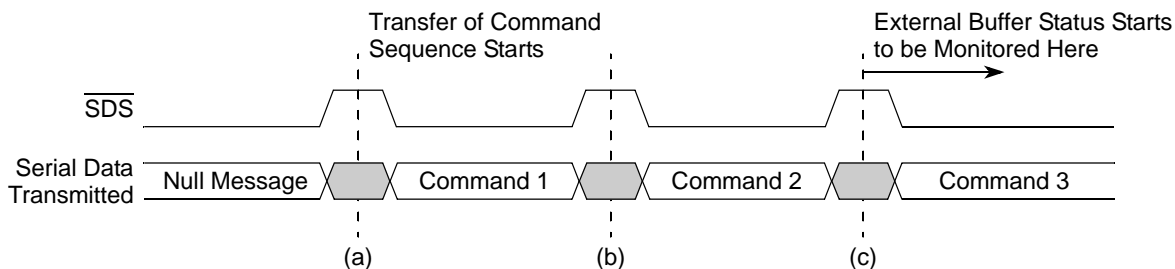 Transfer of Command
Sequence Starts
External Buffer Status Starts
to be Monitored Here
SDS
Serial Data
Transmitted
Null Message
Command 1
Command 2
Command 3
(a)
(b)
(c)